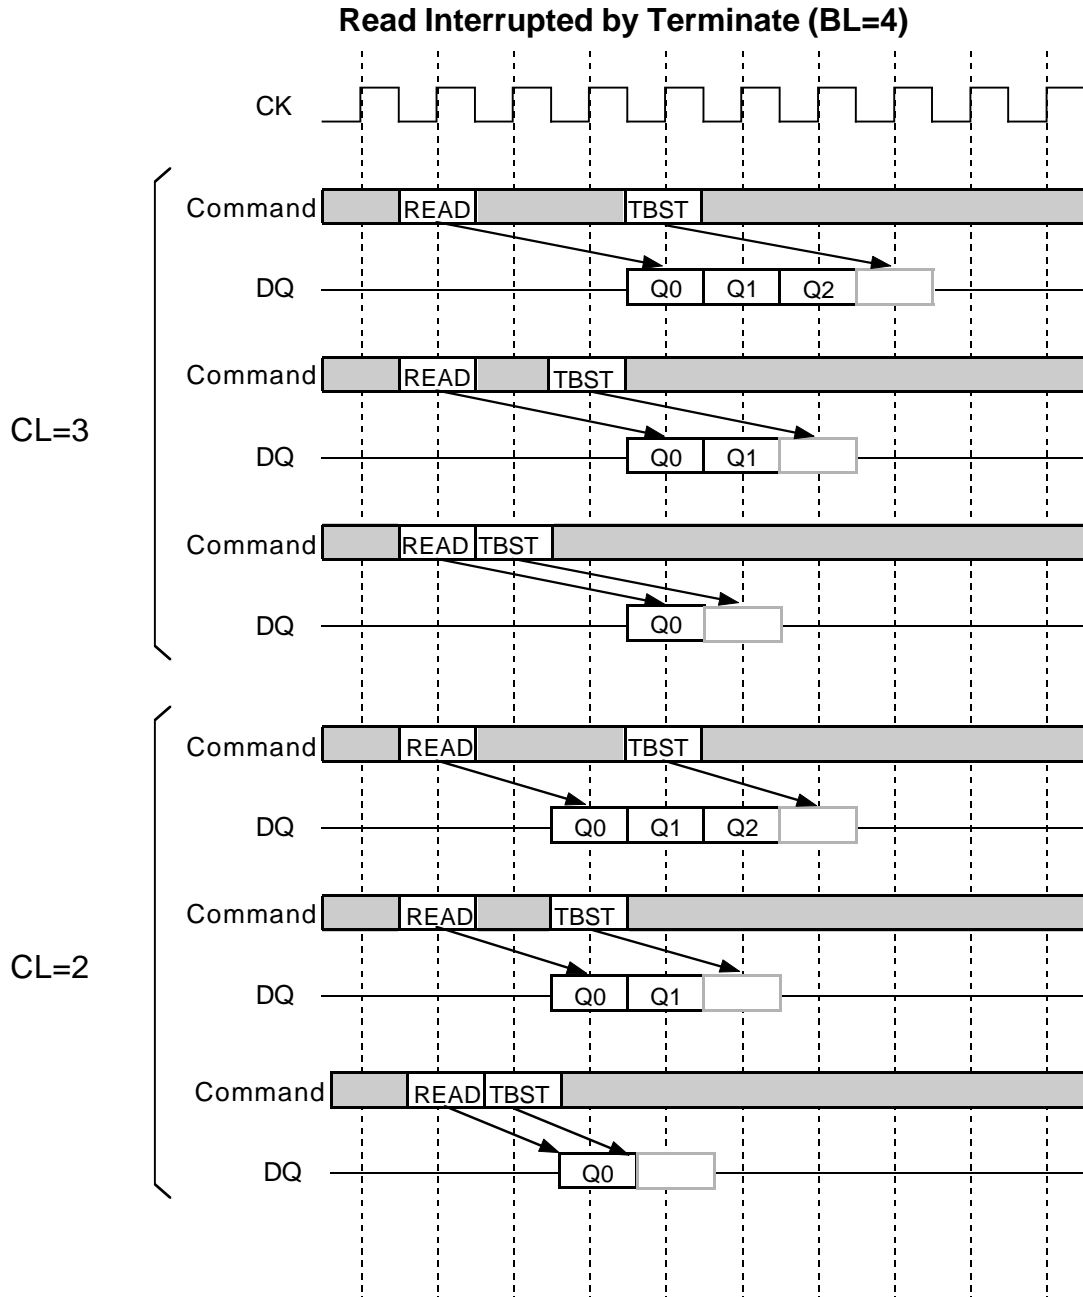 Read Interrupted by Terminate (BL=4)
CK
Command READ TBST
DQ Q0 Q1 Q2
Command READ TBST
CL=3
DQ Q0 Q1
Command READ TBST
DQ Q0
Command READ TBST
DQ Q0 Q1 Q2
Command READ TBST
CL=2
DQ Q0 Q1
Command READ TBST
DQ Q0